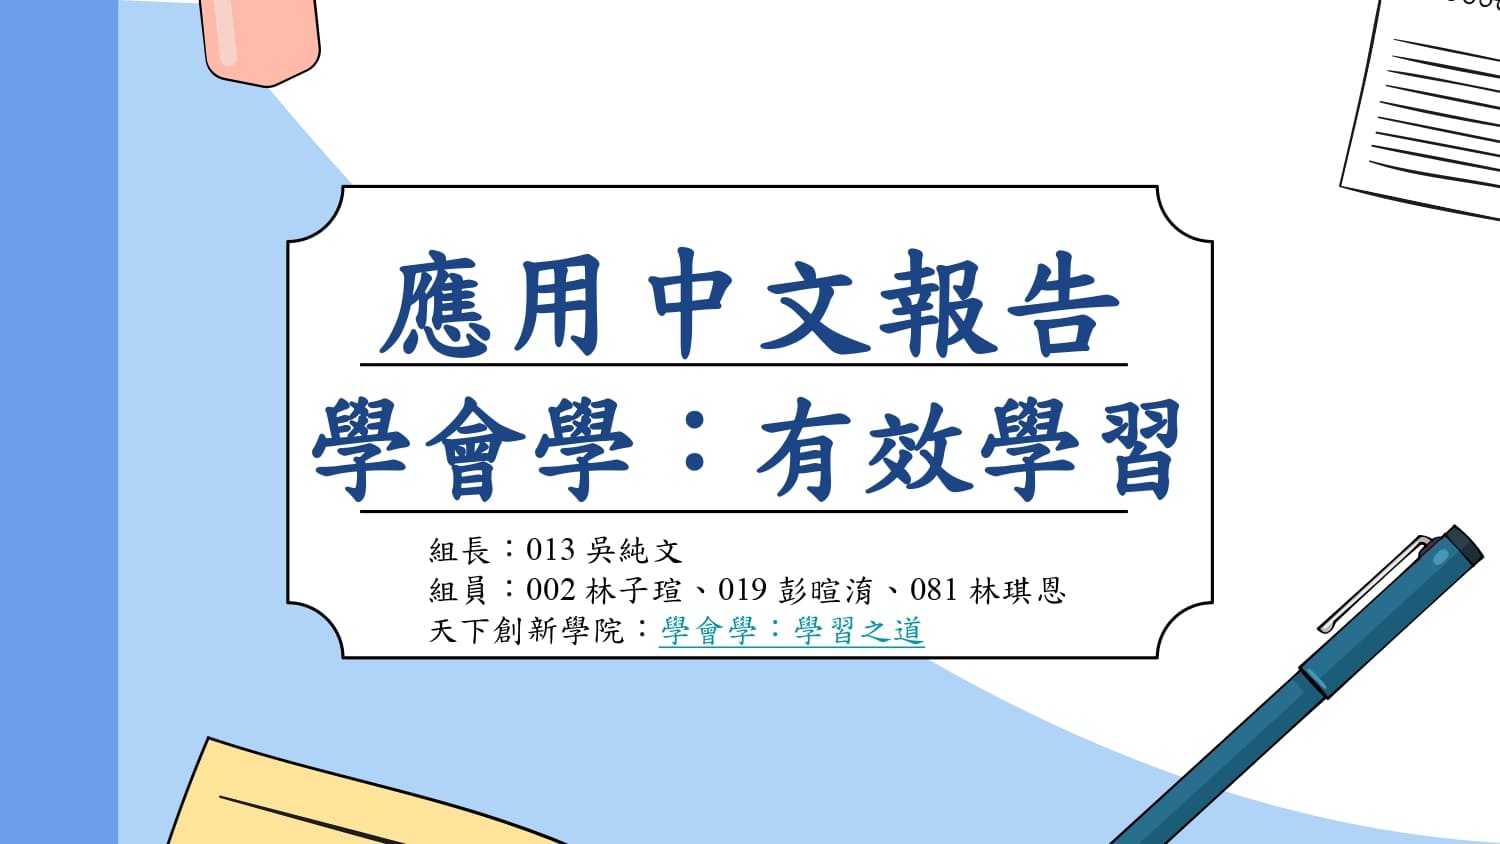 應用中文報告
學會學：有效學習
組長：013 吳純文
組員：002 林子瑄、019 彭暄淯、081 林琪恩
天下創新學院：學會學：學習之道